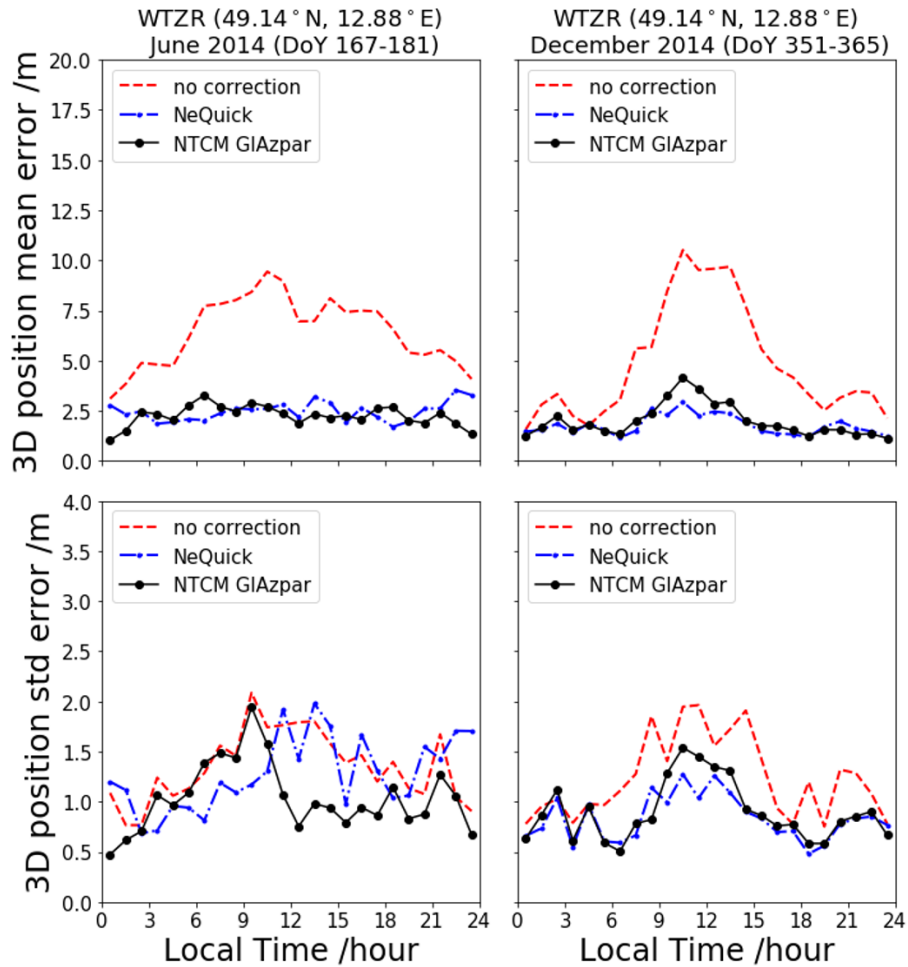 WTZR (49.14°N, 12.88°E)
June 2014 (DoY 167-181)
WTZR (49.14°N, 12.88°E)
December 2014 (DoY 351-365)
3D position mean error /m
20.0
17.5
15.0
12.5
10.0
7.5
5.0
2.5
0.0
no correction
NeQuick
NTCM GlAzpar
no correction
NeQuick
NTCM GlAzpar
3D position std error /m
4.0
3.5
3.0
2.5
2.0
1.5
1.0
0.5
0.0
no correction
NeQuick
NTCM GlAzpar
no correction
NeQuick
NTCM GlAzpar
0 3 6 9 12 15 18 21 24
0 3 6 9 12 15 18 21 24
Local Time /hour
Local Time /hour